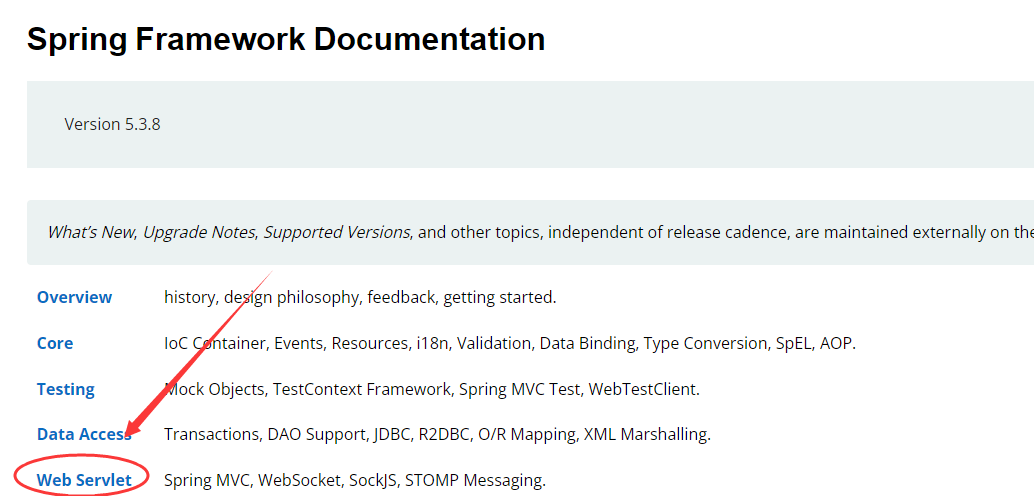 Spring Framework Documentation
Version 5.3.8
What's New, Upgrade Notes, Supported Versions, and other topics, independent of release cadence, are maintained externally on the
Overview history, design philosophy, feedback, getting started.
Core IoC Container, Events, Resources, i18n, Validation, Data Binding, Type Conversion, SpEL, AOP.
Testing Mock Objects, TestContext Framework, Spring MVC Test, WebTestClient.
Data Access Transactions, DAO Support, JDBC, R2DBC, O/R Mapping, XML Marshalling.
Web Servlet Spring MVC, WebSocket, SockJS, STOMP Messaging.